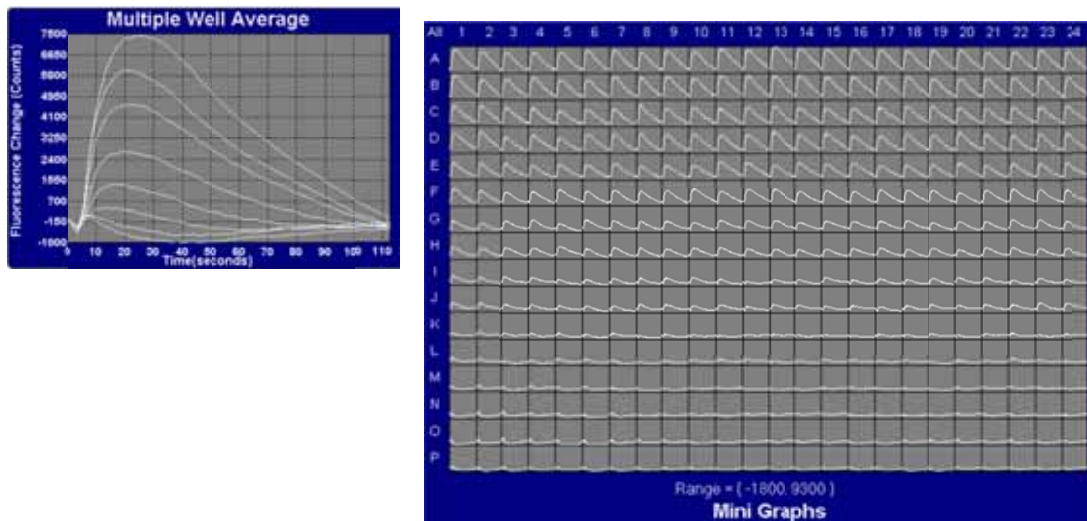 Multiple Well Average
Fluorescence Change (Counts)
7500
6650
5800
4950
4100
3250
2400
1550
700
-150
-1000
0 10 20 30 40 50 60 70 80 90 100 110
Time(seconds)
All 1 2 3 4 5 6 7 8 9 10 11 12 13 14 15 16 17 18 19 20 21 22 23 24
A
B
C
D
E
F
G
H
I
J
K
L
M
N
O
P
Range = ( -1800, 9300 )
Mini Graphs